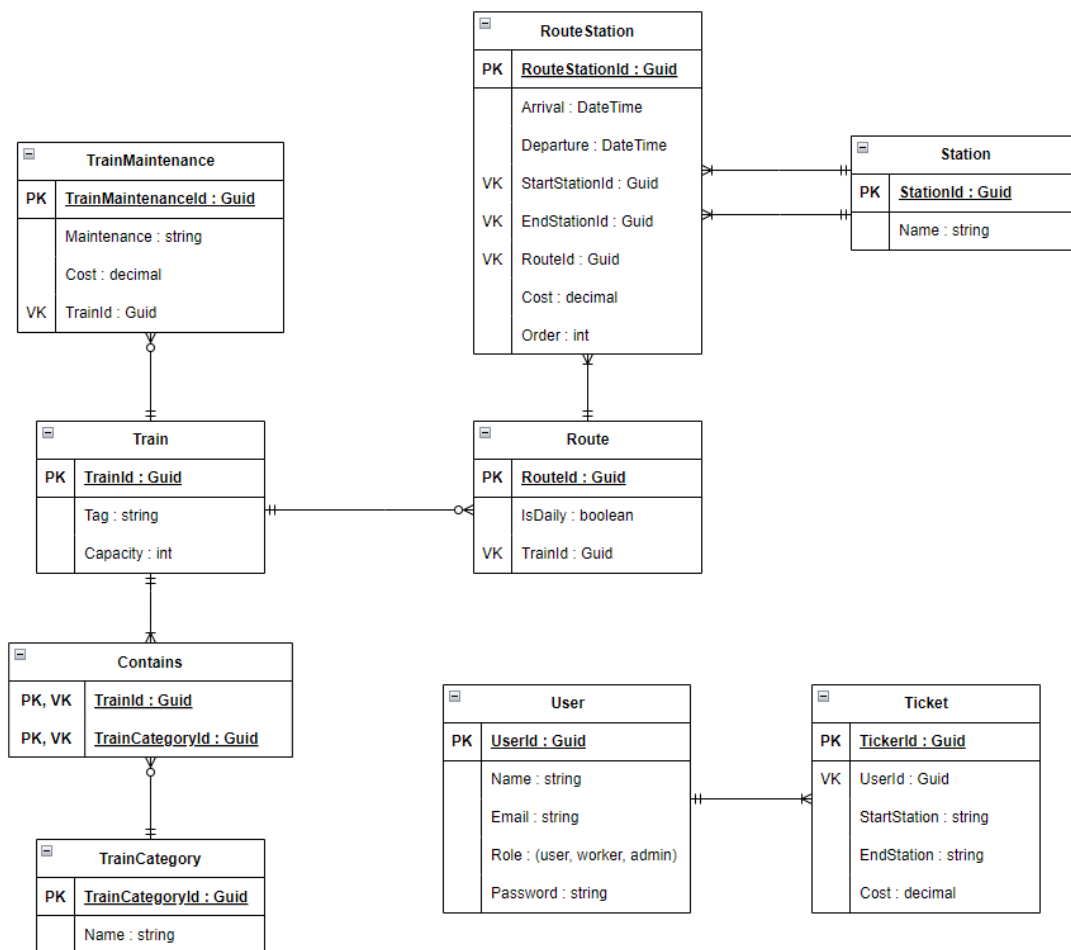 RouteStation
PK RouteStationId : Guid
Arrival : DateTime
Departure : DateTime
VK StartStationId : Guid
VK EndStationId : Guid
VK RouteId : Guid
Cost : decimal
Order : int
Station
PK StationId : Guid
Name : string
TrainMaintenance
PK TrainMaintenanceId : Guid
Maintenance : string
Cost : decimal
VK TrainId : Guid
Train
PK TrainId : Guid
Tag : string
Capacity : int
Route
PK RouteId : Guid
IsDaily : boolean
VK TrainId : Guid
Contains
PK, VK TrainId : Guid
PK, VK TrainCategoryId : Guid
User
PK UserId : Guid
Name : string
Email : string
Role : (user, worker, admin)
Password : string
Ticket
PK TickerId : Guid
VK UserId : Guid
StartStation : string
EndStation : string
Cost : decimal
TrainCategory
PK TrainCategoryId : Guid
Name : string